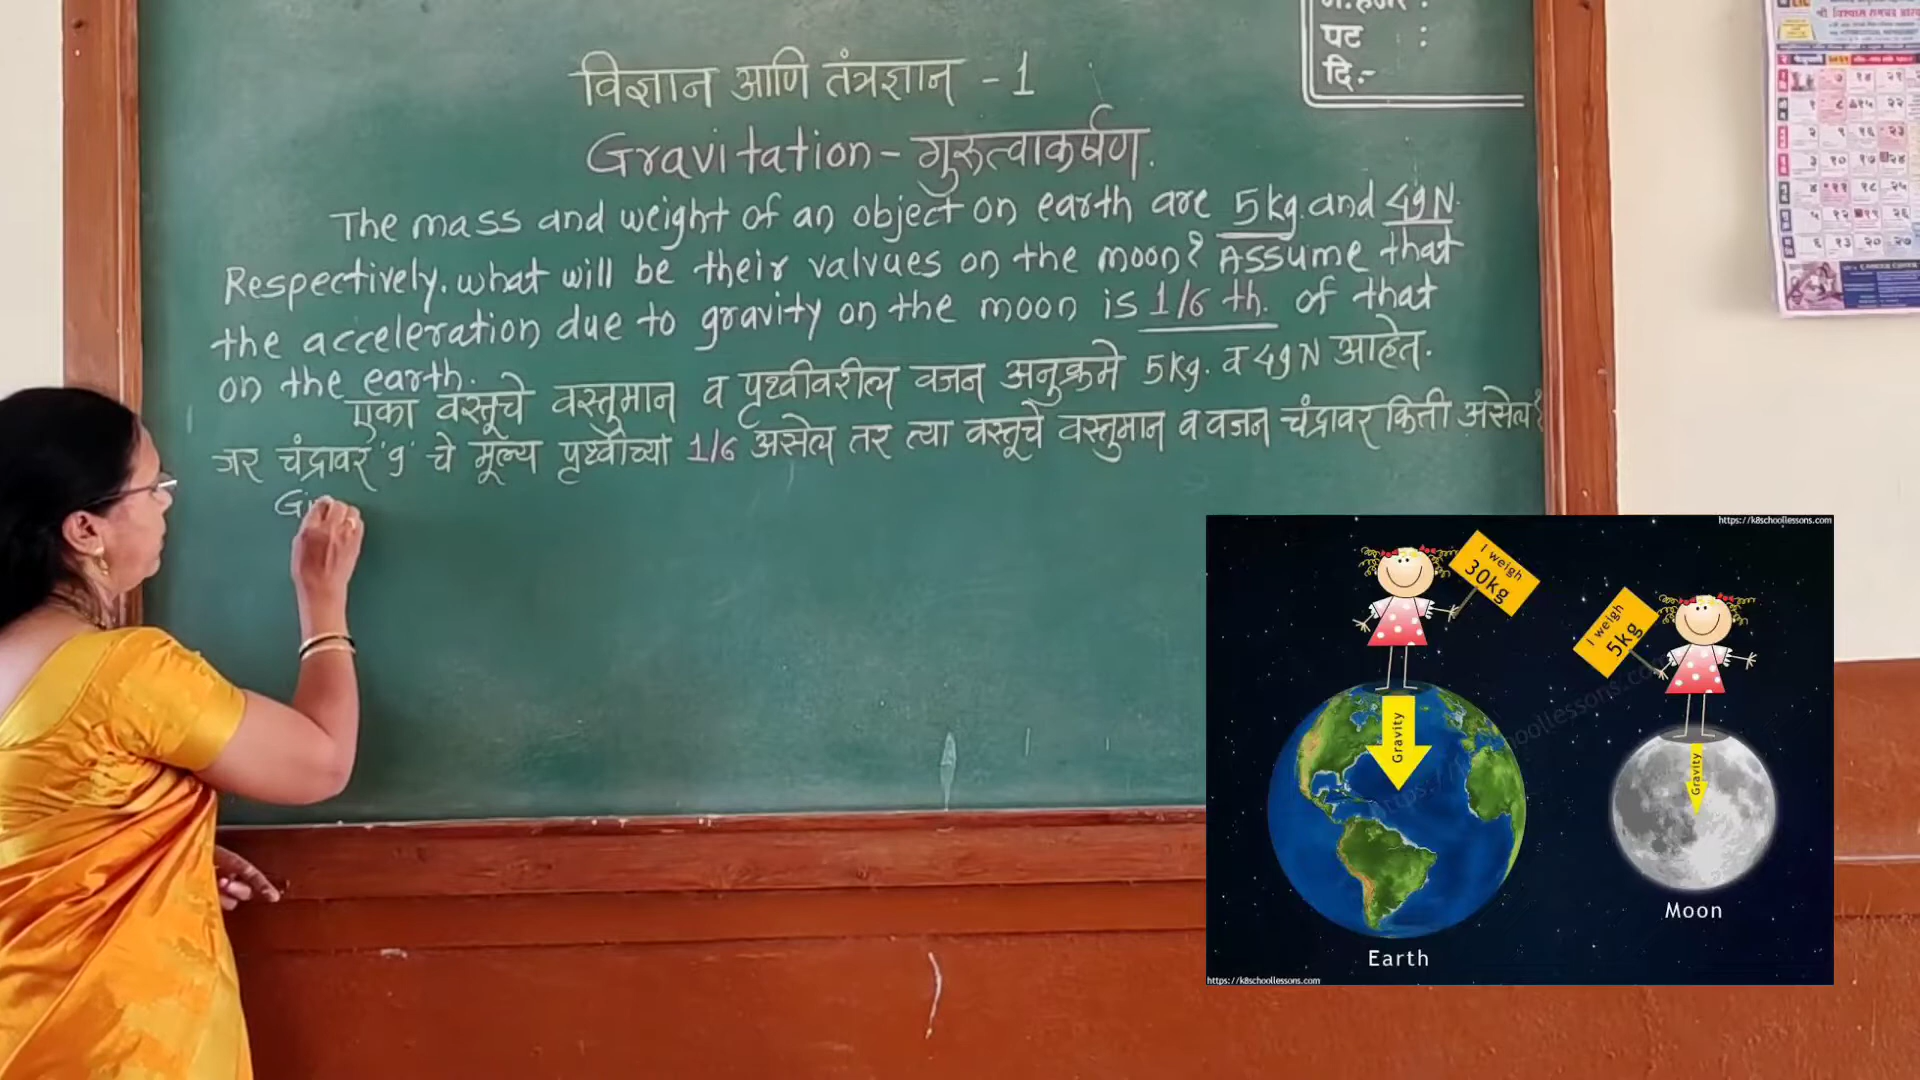 पट :
दि.-
विज्ञान आणि तंत्रज्ञान - 1
Gravitation - गुरुत्वाकर्षण.
The mass and weight of an object on earth are 5kg. and 49N.
Respectively. what will be their valvues on the moon? Assume that
the acceleration due to gravity on the moon is 1/6 th. of that
on the earth.
एका वस्तूचे वस्तुमान व पृथ्वीवरील वजन अनुक्रमे 5kg. व 49N आहेत.
जर चंद्रावर 'g' चे मूल्य पृथ्वीच्या 1/6 असेल तर त्या वस्तूचे वस्तुमान व वजन चंद्रावर किती असेल?
https://k8schoollessons.com/
I weigh
30kg
I weigh
5kg
Gravity
Gravity
Moon
Earth
https://k8schoollessons.com/